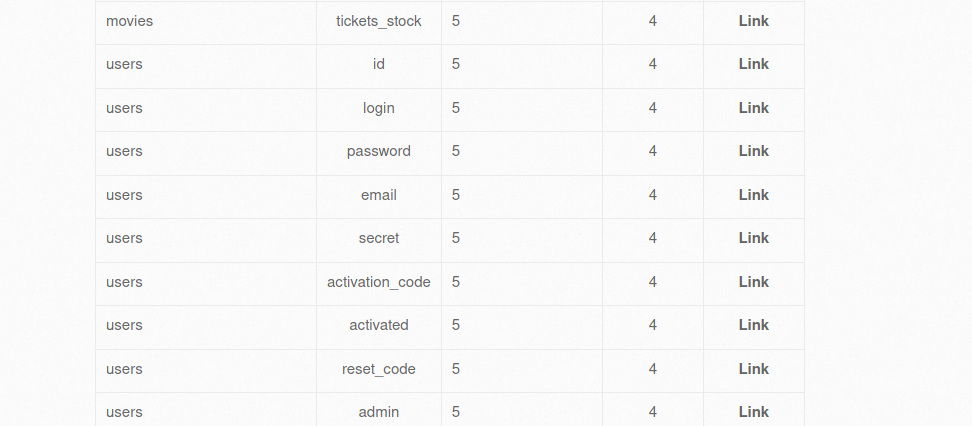 movies tickets_stock 5 4 Link
users id 5 4 Link
users login 5 4 Link
users password 5 4 Link
users email 5 4 Link
users secret 5 4 Link
users activation_code 5 4 Link
users activated 5 4 Link
users reset_code 5 4 Link
users admin 5 4 Link